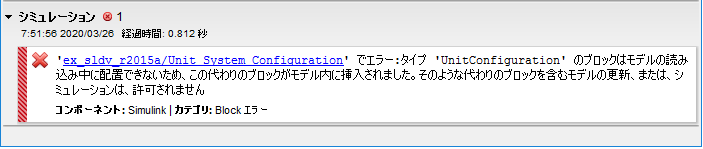 シミュレーション 1
7:51:56 2020/03/26 経過時間: 0.812 秒
'ex_sldv_r2015a/Unit System Configuration' でエラー:タイプ 'UnitConfiguration' のブロックはモデルの読み
込み中に配置できないため、この代わりのブロックがモデル内に挿入されました。そのような代わりのブロックを含むモデルの更新、または、シ
ミュレーションは、許可されません
コンポーネント: Simulink | カテゴリ: Block エラー